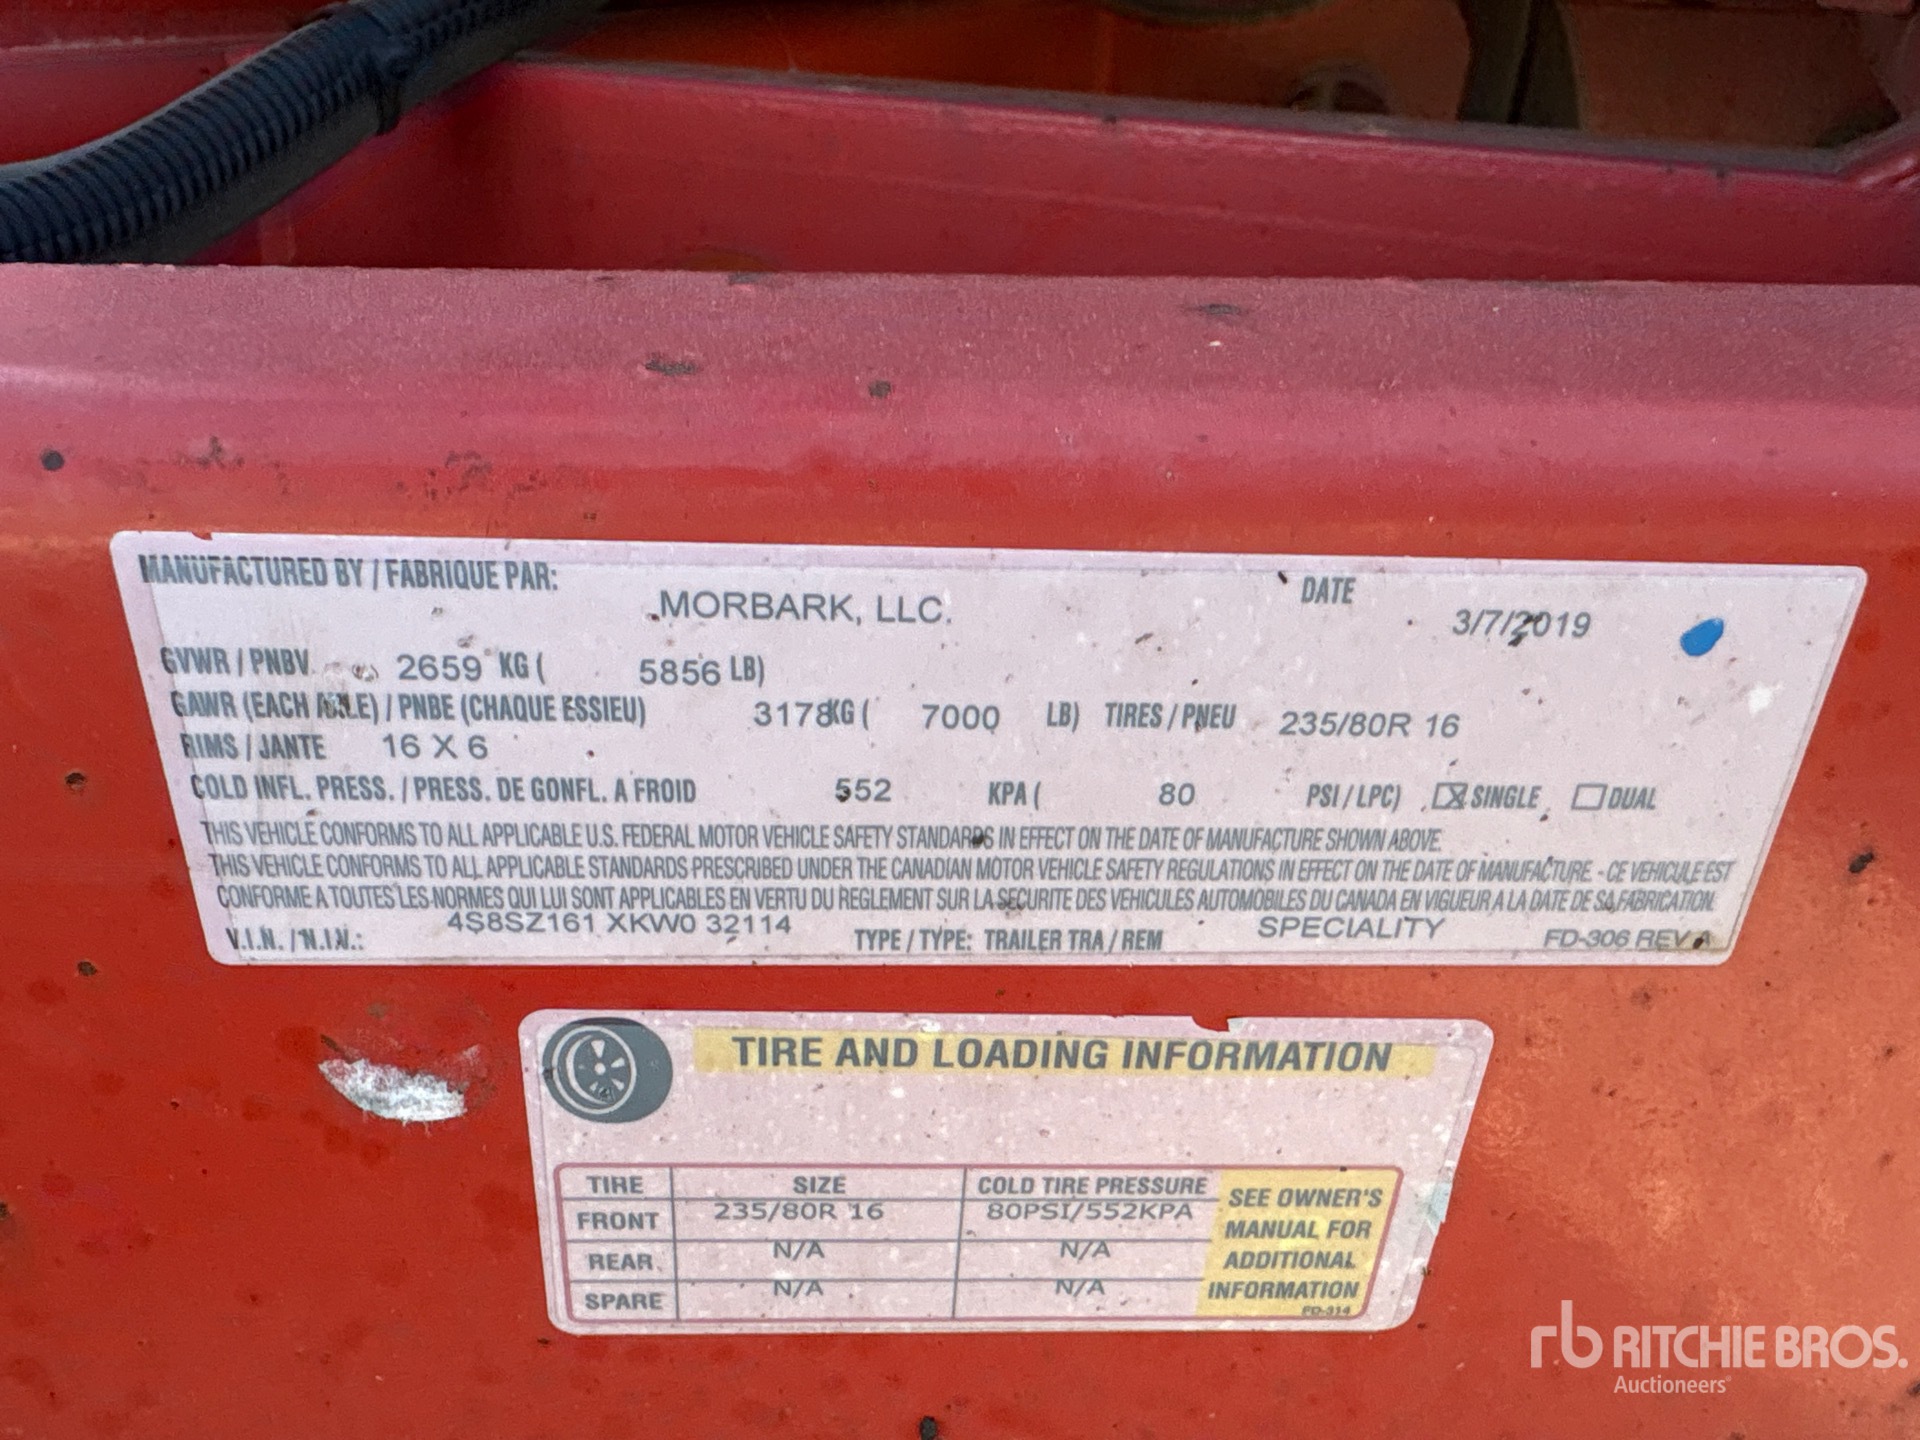 MANUFACTURED BY / FABRIQUE PAR: MORBARK, LLC. DATE 3/7/2019
GVWR / PNBV 2659 KG ( 5856 LB)
GAWR (EACH AXLE) / PNBE (CHAQUE ESSIEU) 3178 KG ( 7000 LB) TIRES / PNEU 235/80R 16
RIMS / JANTE 16 X 6
COLD INFL. PRESS. / PRESS. DE GONFL. A FROID 552 KPA ( 80 PSI / LPC) ☒ SINGLE ☐ DUAL
THIS VEHICLE CONFORMS TO ALL APPLICABLE U.S. FEDERAL MOTOR VEHICLE SAFETY STANDARDS IN EFFECT ON THE DATE OF MANUFACTURE SHOWN ABOVE.
THIS VEHICLE CONFORMS TO ALL APPLICABLE STANDARDS PRESCRIBED UNDER THE CANADIAN MOTOR VEHICLE SAFETY REGULATIONS IN EFFECT ON THE DATE OF MANUFACTURE. - CE VEHICULE EST
CONFORME A TOUTES LES NORMES QUI LUI SONT APPLICABLES EN VERTU DU REGLEMENT SUR LA SECURITE DES VEHICULES AUTOMOBILES DU CANADA EN VIGUEUR A LA DATE DE SA FABRICATION.
V.I.N. / N.I.V.: 4S8SZ161 XKW0 32114 TYPE / TYPE: TRAILER TRA / REM SPECIALITY FD-306 REV A
TIRE AND LOADING INFORMATION
TIRE SIZE COLD TIRE PRESSURE
FRONT 235/80R 16 80PSI/552KPA
REAR N/A N/A
SPARE N/A N/A
SEE OWNER'S
MANUAL FOR
ADDITIONAL
INFORMATION
FD-314
rb RITCHIE BROS.
Auctioneers